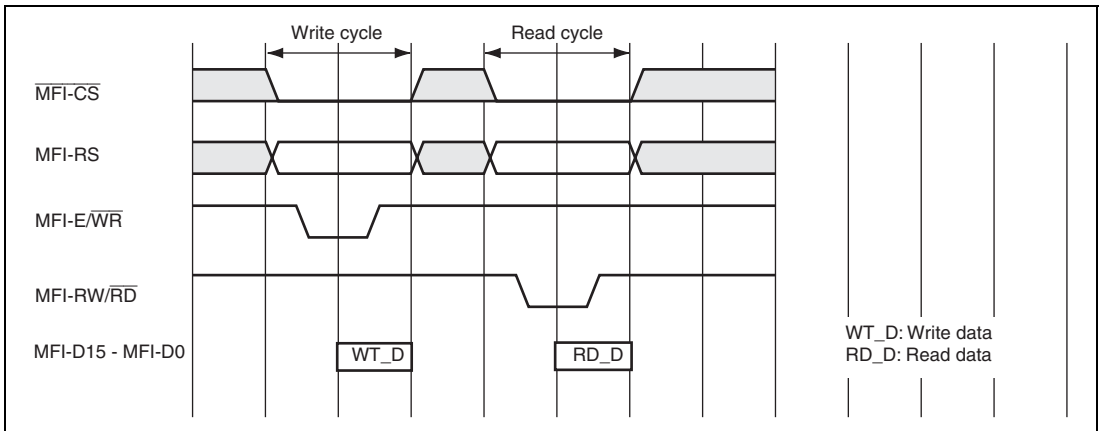 Write cycle Read cycle
MFI-CS
MFI-RS
MFI-E/WR
MFI-RW/RD
MFI-D15 - MFI-D0 WT_D RD_D
WT_D: Write data
RD_D: Read data